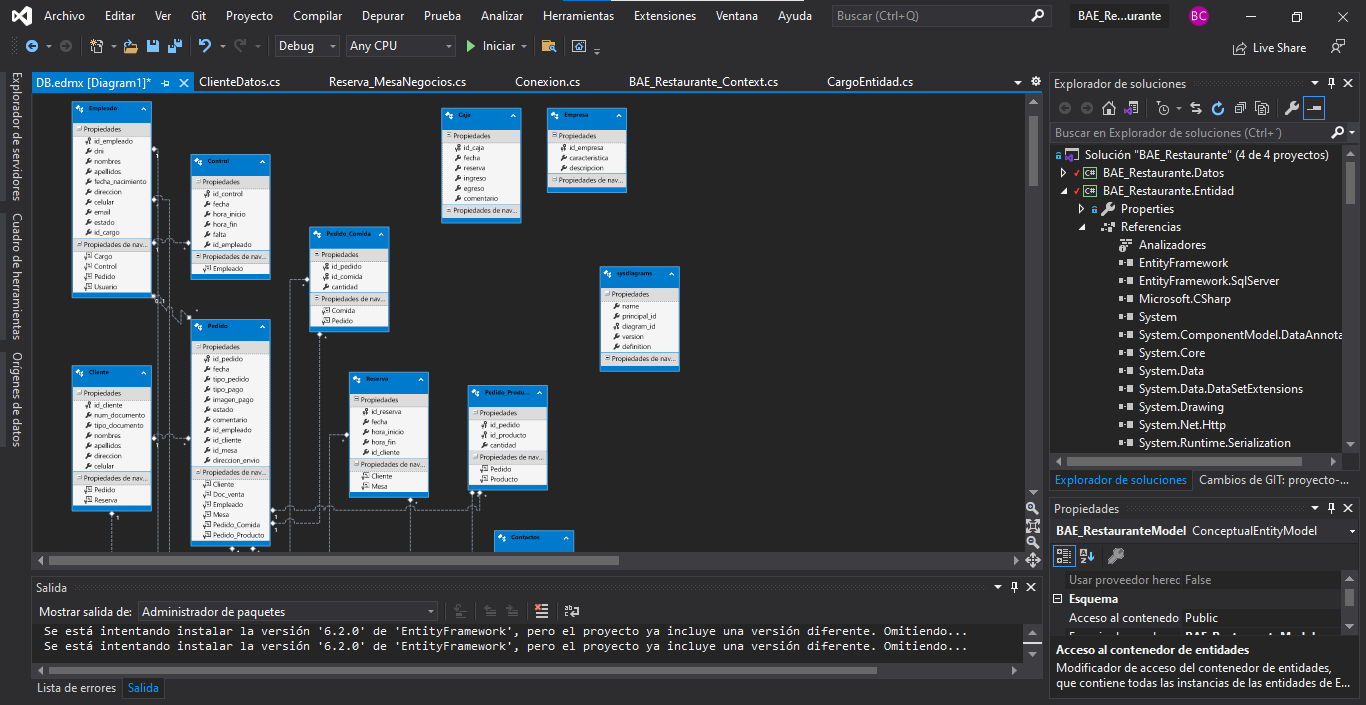 Archivo Editar Ver Git Proyecto Compilar Depurar Prueba Analizar Herramientas Extensiones Ventana Ayuda Buscar (Ctrl+Q) BAE_Re...urante BC
Debug Any CPU Iniciar Live Share
DB.edmx [Diagram1]* ClienteDatos.cs Reserva_MesaNegocios.cs Conexion.cs BAE_Restaurante_Context.cs CargoEntidad.cs
Explorador de servidores
Cuadro de herramientas
Orígenes de datos
Empleado
Propiedades
id_empleado
dni
nombres
apellidos
fecha_nacimiento
direccion
celular
email
estado
id_cargo
Propiedades de nav...
Cargo
Control
Pedido
Usuario
Control
Propiedades
id_control
fecha
hora_inicio
hora_fin
falta
id_empleado
Propiedades de nav...
Empleado
Pedido_Comida
Propiedades
id_pedido
id_comida
cantidad
Propiedades de nav...
Comida
Pedido
Caja
Propiedades
id_caja
fecha
reserva
ingreso
egreso
comentario
Propiedades de nav...
Empresa
Propiedades
id_empresa
caracteristica
descripcion
Propiedades de nav...
sysdiagrams
Propiedades
name
principal_id
diagram_id
version
definition
Propiedades de nav...
Cliente
Propiedades
id_cliente
num_documento
tipo_documento
nombres
apellidos
direccion
celular
Propiedades de nav...
Pedido
Reserva
Pedido
Propiedades
id_pedido
fecha
tipo_pedido
tipo_pago
imagen_pago
estado
comentario
id_empleado
id_cliente
id_mesa
direccion_envio
Propiedades de nav...
Cliente
Doc_venta
Empleado
Mesa
Pedido_Comida
Pedido_Producto
Reserva
Propiedades
id_reserva
fecha
hora_inicio
hora_fin
id_cliente
Propiedades de nav...
Cliente
Mesa
Pedido_Produ...
Propiedades
id_pedido
id_producto
cantidad
Propiedades de nav...
Pedido
Producto
Contactos
Salida
Mostrar salida de: Administrador de paquetes
Se está intentando instalar la versión '6.2.0' de 'EntityFramework', pero el proyecto ya incluye una versión diferente. Omitiendo...
Se está intentando instalar la versión '6.2.0' de 'EntityFramework', pero el proyecto ya incluye una versión diferente. Omitiendo...
Lista de errores Salida
Explorador de soluciones
Buscar en Explorador de soluciones (Ctrl+´)
Solución "BAE_Restaurante" (4 de 4 proyectos)
C# BAE_Restaurante.Datos
C# BAE_Restaurante.Entidad
Properties
Referencias
Analizadores
EntityFramework
EntityFramework.SqlServer
Microsoft.CSharp
System
System.ComponentModel.DataAnnota
System.Core
System.Data
System.Data.DataSetExtensions
System.Drawing
System.Net.Http
System.Runtime.Serialization
Explorador de soluciones Cambios de GIT: proyecto-...
Propiedades
BAE_RestauranteModel ConceptualEntityModel
Usar proveedor herec False
Esquema
Acceso al contenedo Public
Acceso al contenedor de entidades
Modificador de acceso del contenedor de entidades,
que contiene todas las instancias de las entidades de E...